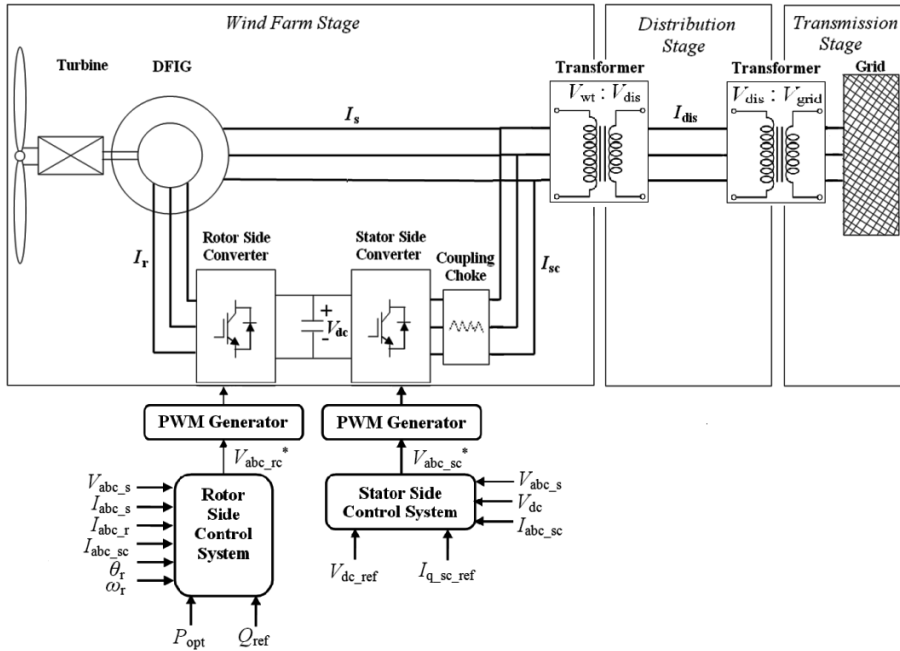 Wind Farm Stage
Distribution
Stage
Transmission
Stage
Turbine
DFIG
Transformer
Transformer
Grid
V_wt : V_dis
V_dis : V_grid
I_s
I_dis
I_r
Rotor Side
Converter
Stator Side
Converter
Coupling
Choke
I_sc
+
V_dc
-
PWM Generator
PWM Generator
V_abc_rc*
V_abc_sc*
V_abc_s
I_abc_s
I_abc_r
I_abc_sc
θ_r
ω_r
Rotor
Side
Control
System
Stator Side
Control System
V_abc_s
V_dc
I_abc_sc
V_dc_ref
I_q_sc_ref
P_opt
Q_ref